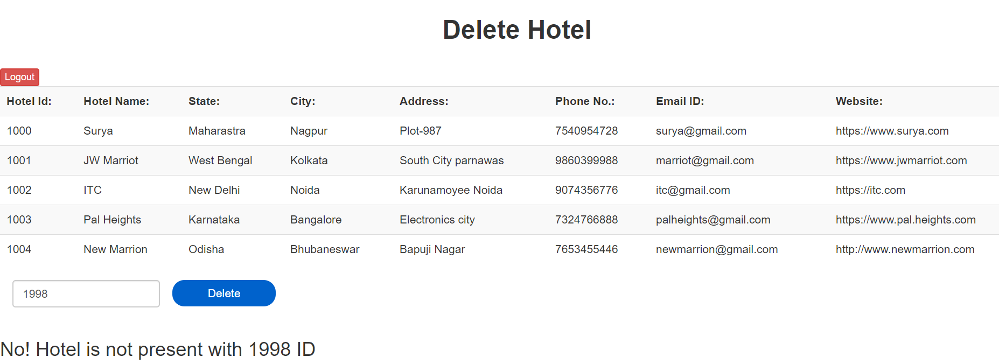 Delete Hotel
Logout
Hotel Id: Hotel Name: State: City: Address: Phone No.: Email ID: Website:
1000 Surya Maharastra Nagpur Plot-987 7540954728 surya@gmail.com https://www.surya.com
1001 JW Marriot West Bengal Kolkata South City parnawas 9860399988 marriot@gmail.com https://www.jwmarriot.com
1002 ITC New Delhi Noida Karunamoyee Noida 9074356776 itc@gmail.com https://itc.com
1003 Pal Heights Karnataka Bangalore Electronics city 7324766888 palheights@gmail.com https://www.pal.heights.com
1004 New Marrion Odisha Bhubaneswar Bapuji Nagar 7653455446 newmarrion@gmail.com http://www.newmarrion.com
1998 Delete
No! Hotel is not present with 1998 ID